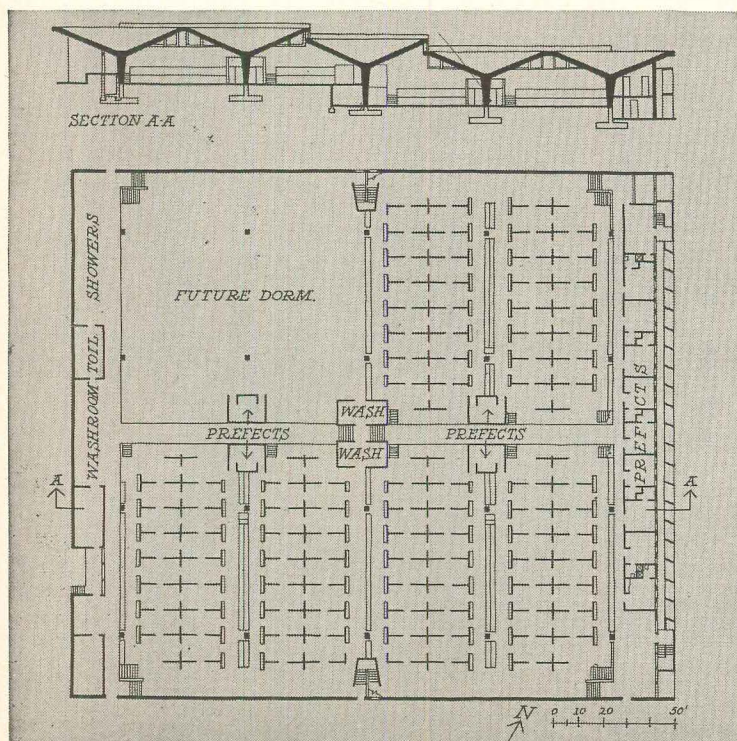 SECTION A-A
SHOWERS
FUTURE DORM.
TOIL
WASHROOM
WASH
PREFECTS
PREFECTS
WASH
PREFECTS
A
A
N
0 10 20 50'